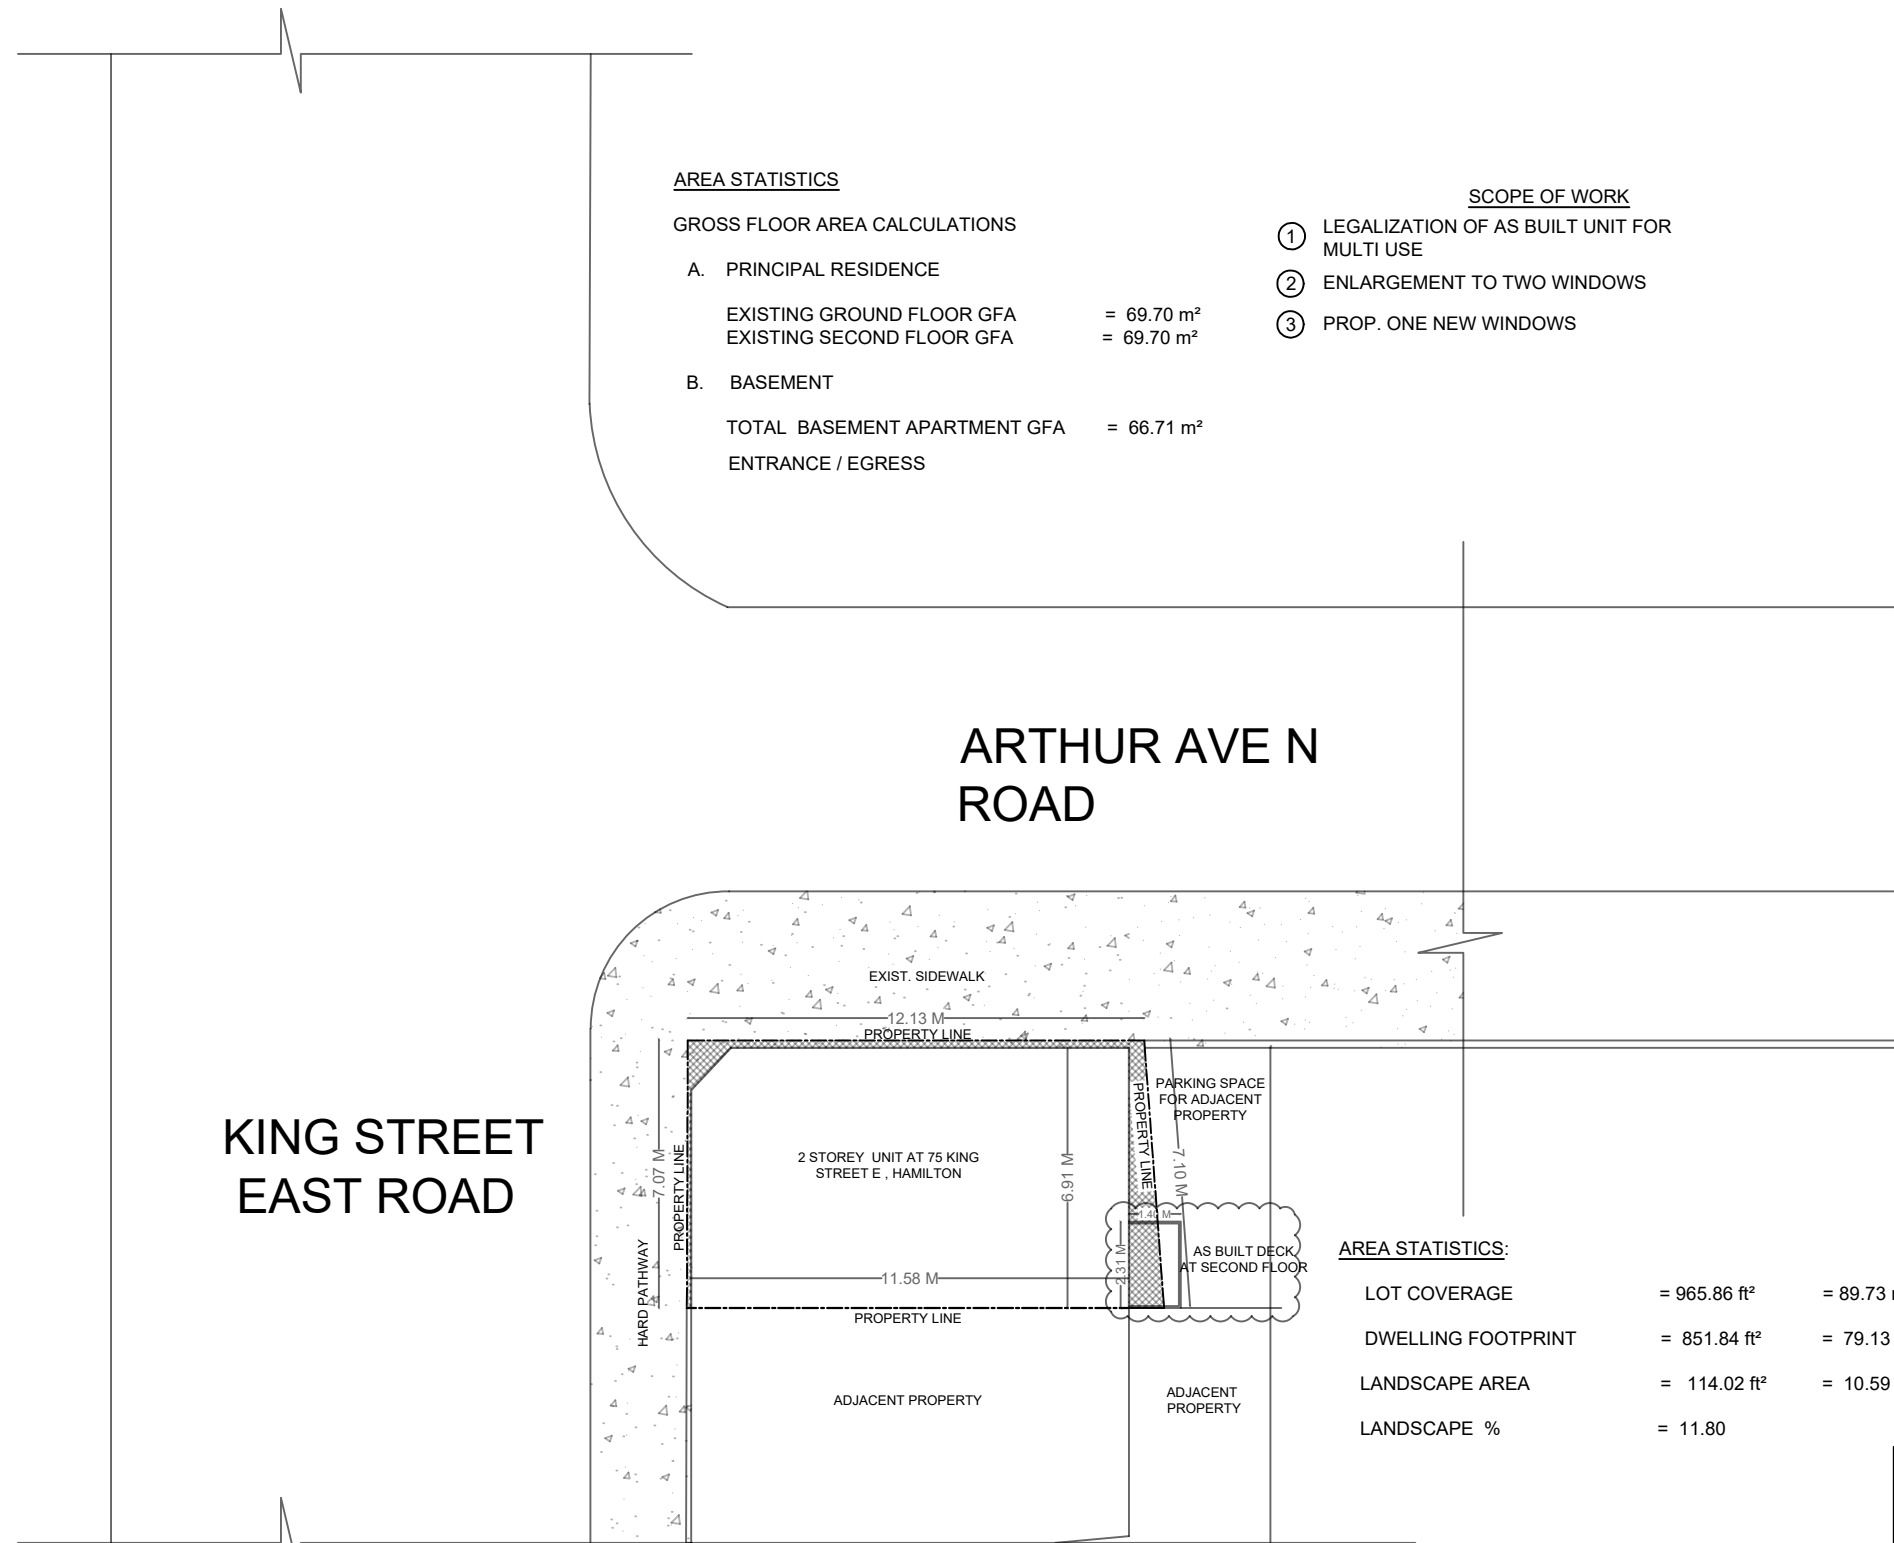 AREA STATISTICS
GROSS FLOOR AREA CALCULATIONS
A. PRINCIPAL RESIDENCE
EXISTING GROUND FLOOR GFA = 69.70 m²
EXISTING SECOND FLOOR GFA = 69.70 m²
B. BASEMENT
TOTAL BASEMENT APARTMENT GFA = 66.71 m²
ENTRANCE / EGRESS
SCOPE OF WORK
1 LEGALIZATION OF AS BUILT UNIT FOR
MULTI USE
2 ENLARGEMENT TO TWO WINDOWS
3 PROP. ONE NEW WINDOWS
ARTHUR AVE N
ROAD
EXIST. SIDEWALK
12.13 M
PROPERTY LINE
KING STREET
EAST ROAD
HARD PATHWAY
7.07 M
PROPERTY LINE
2 STOREY UNIT AT 75 KING
STREET E , HAMILTON
6.91 M
11.58 M
PROPERTY LINE
PROPERTY LINE
7.10 M
PARKING SPACE
FOR ADJACENT
PROPERTY
1.40 M
2.31 M
AS BUILT DECK
AT SECOND FLOOR
ADJACENT PROPERTY
ADJACENT
PROPERTY
AREA STATISTICS:
LOT COVERAGE = 965.86 ft² = 89.73
DWELLING FOOTPRINT = 851.84 ft² = 79.13
LANDSCAPE AREA = 114.02 ft² = 10.59
LANDSCAPE % = 11.80